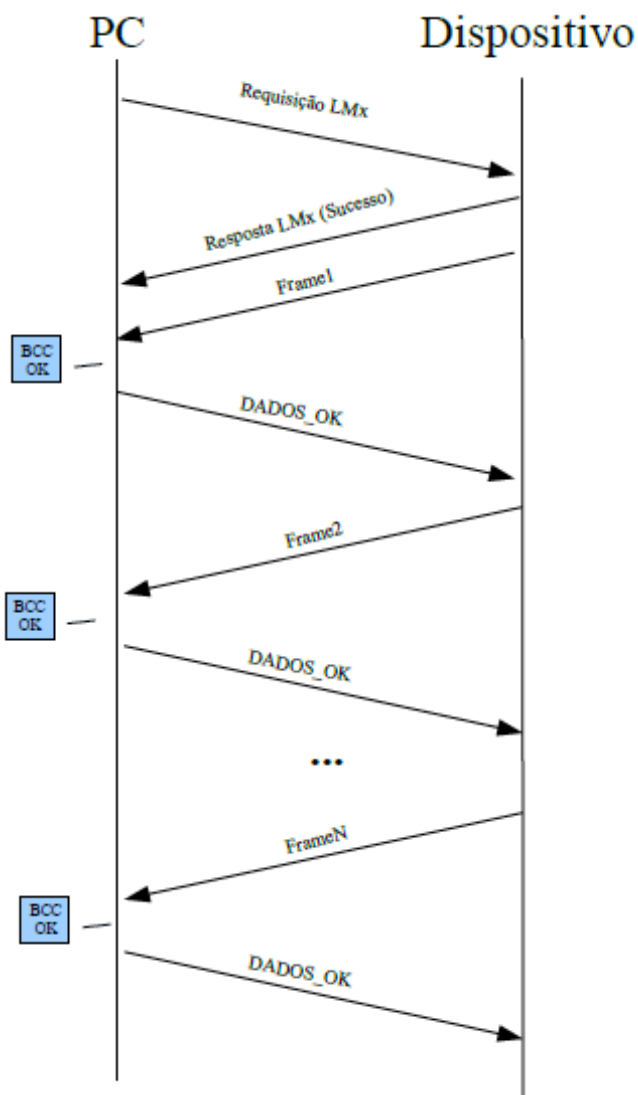 PC
Dispositivo
Requisição LMx
Resposta LMx (Sucesso)
Frame1
BCC
OK
DADOS_OK
Frame2
BCC
OK
DADOS_OK
...
FrameN
BCC
OK
DADOS_OK